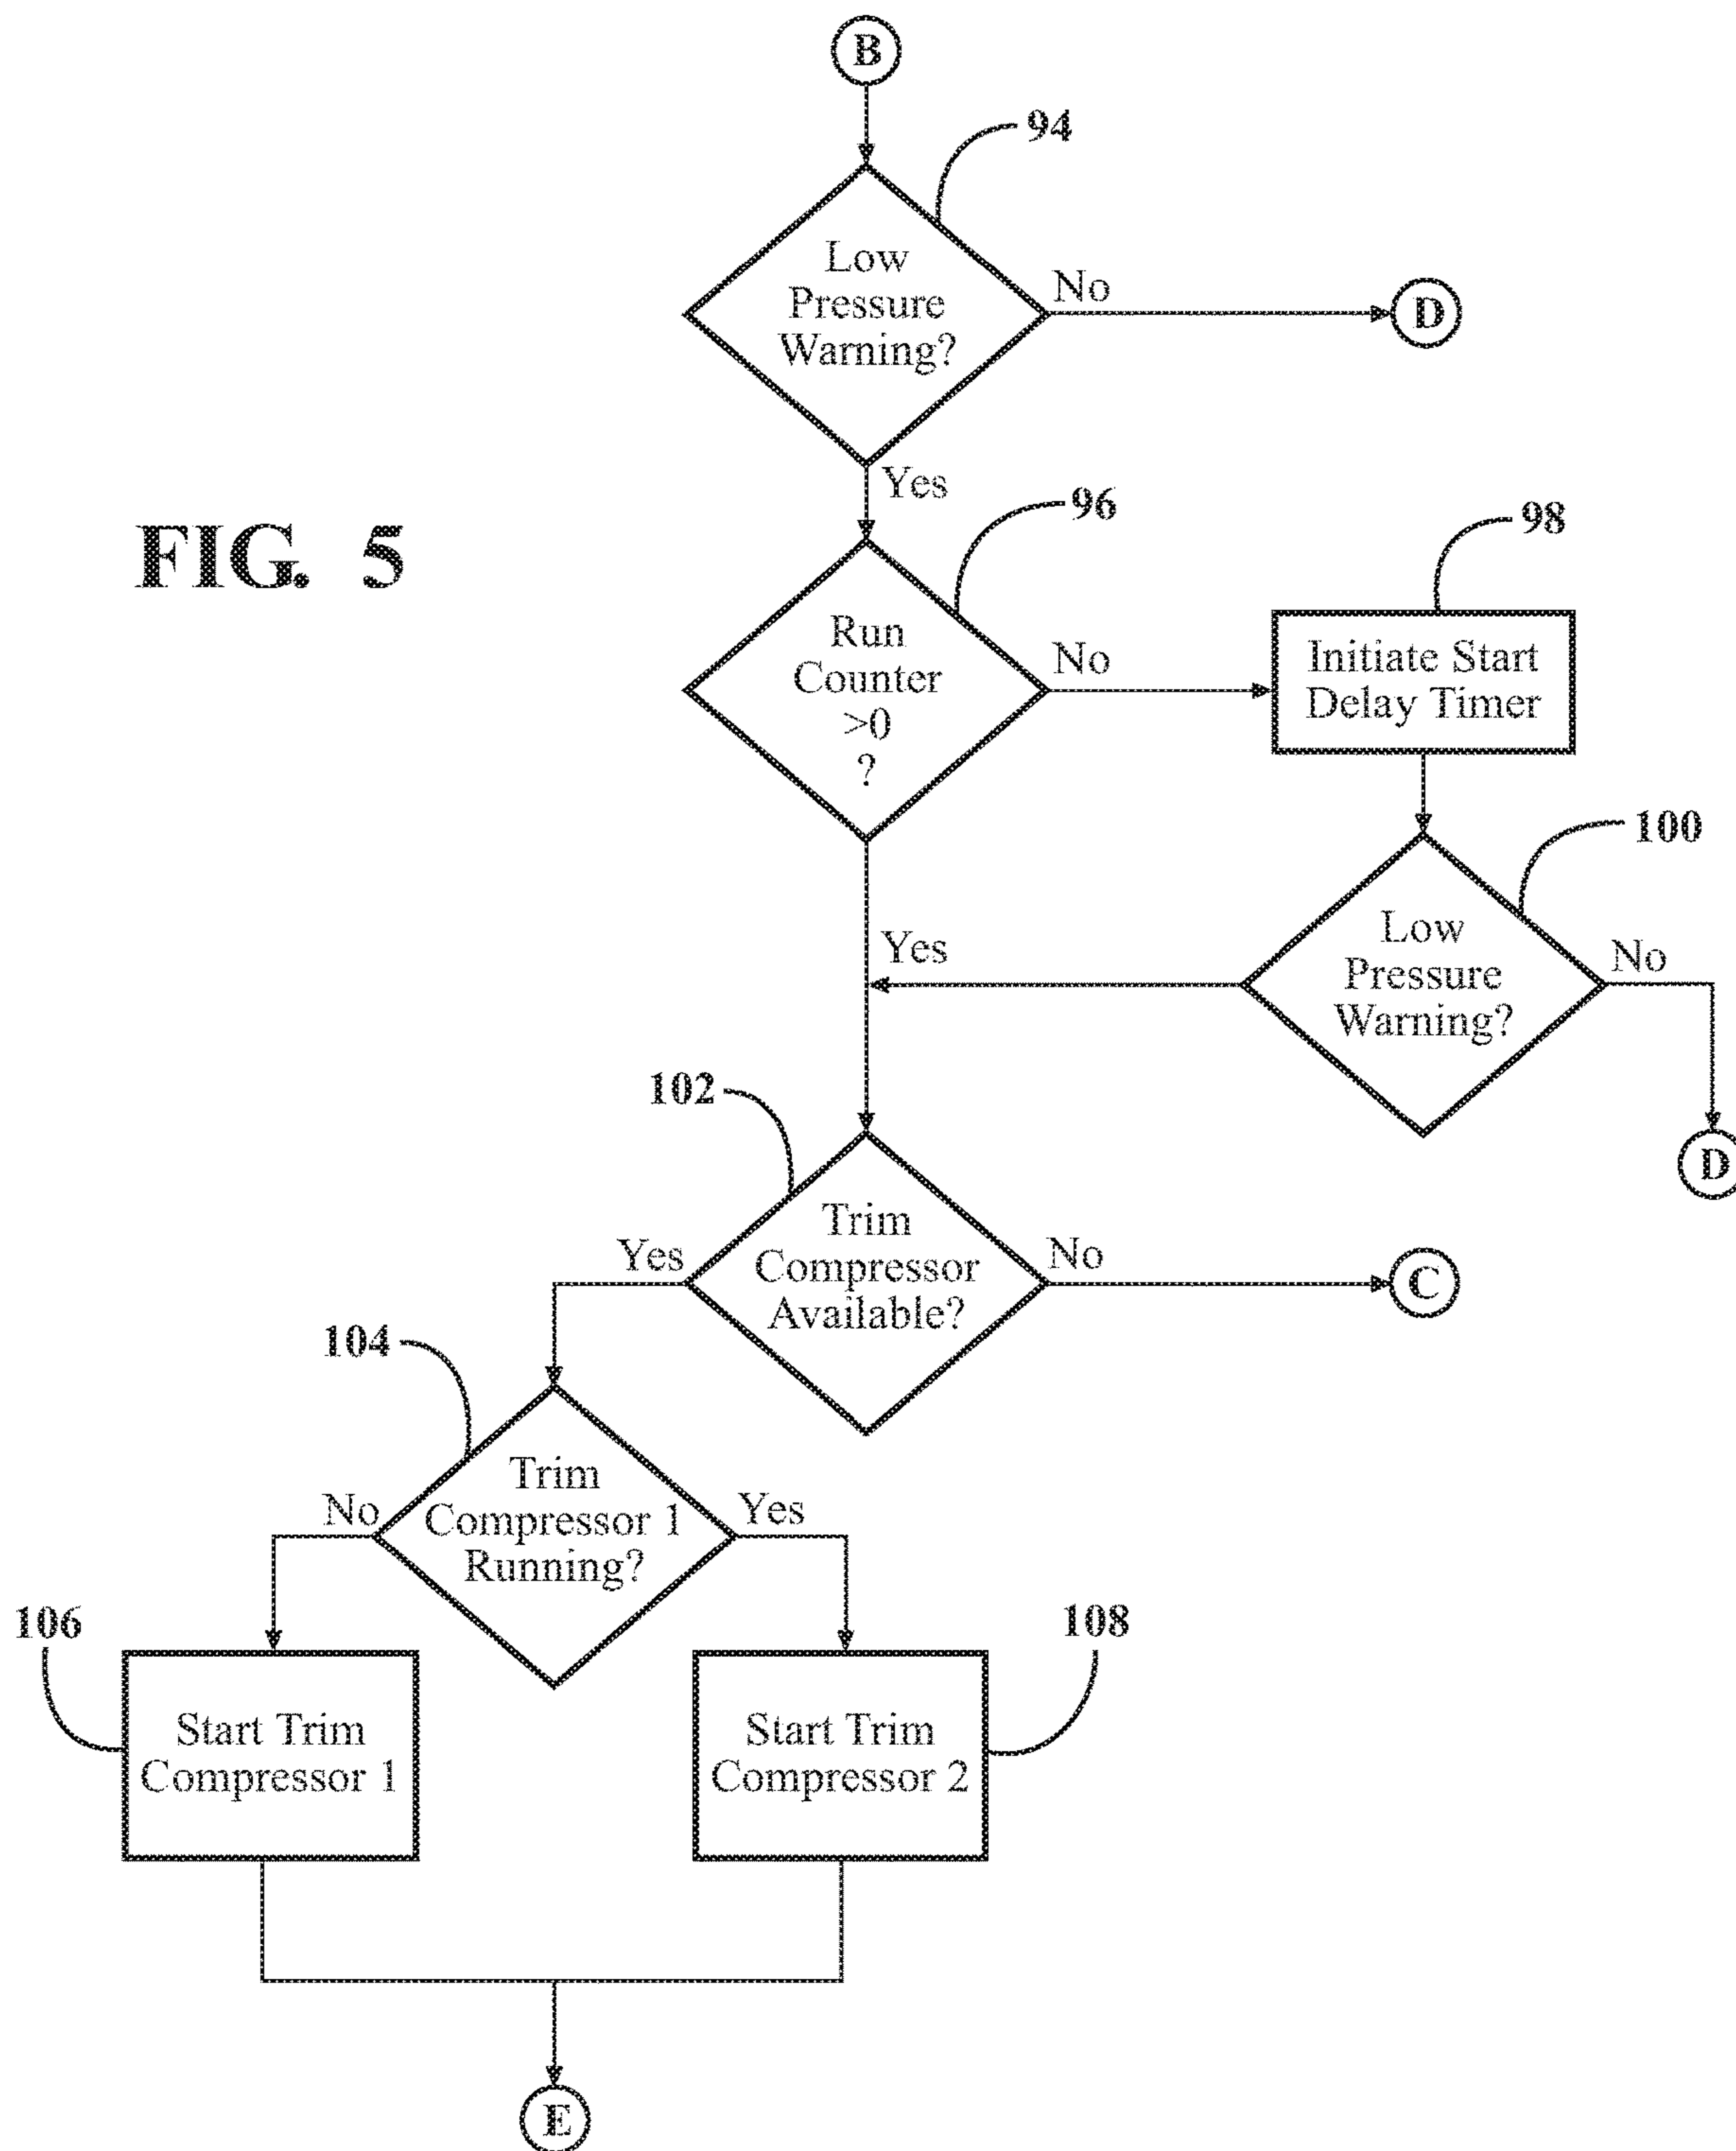 B
94
Low
Pressure
Warning?
No
D
Yes
FIG. 5
96
98
Run
Counter
>0
?
No
Initiate Start
Delay Timer
100
Yes
Low
Pressure
Warning?
No
D
102
Trim
Compressor
Available?
Yes
No
C
104
Trim
Compressor 1
Running?
No
Yes
106
108
Start Trim
Compressor 1
Start Trim
Compressor 2
E